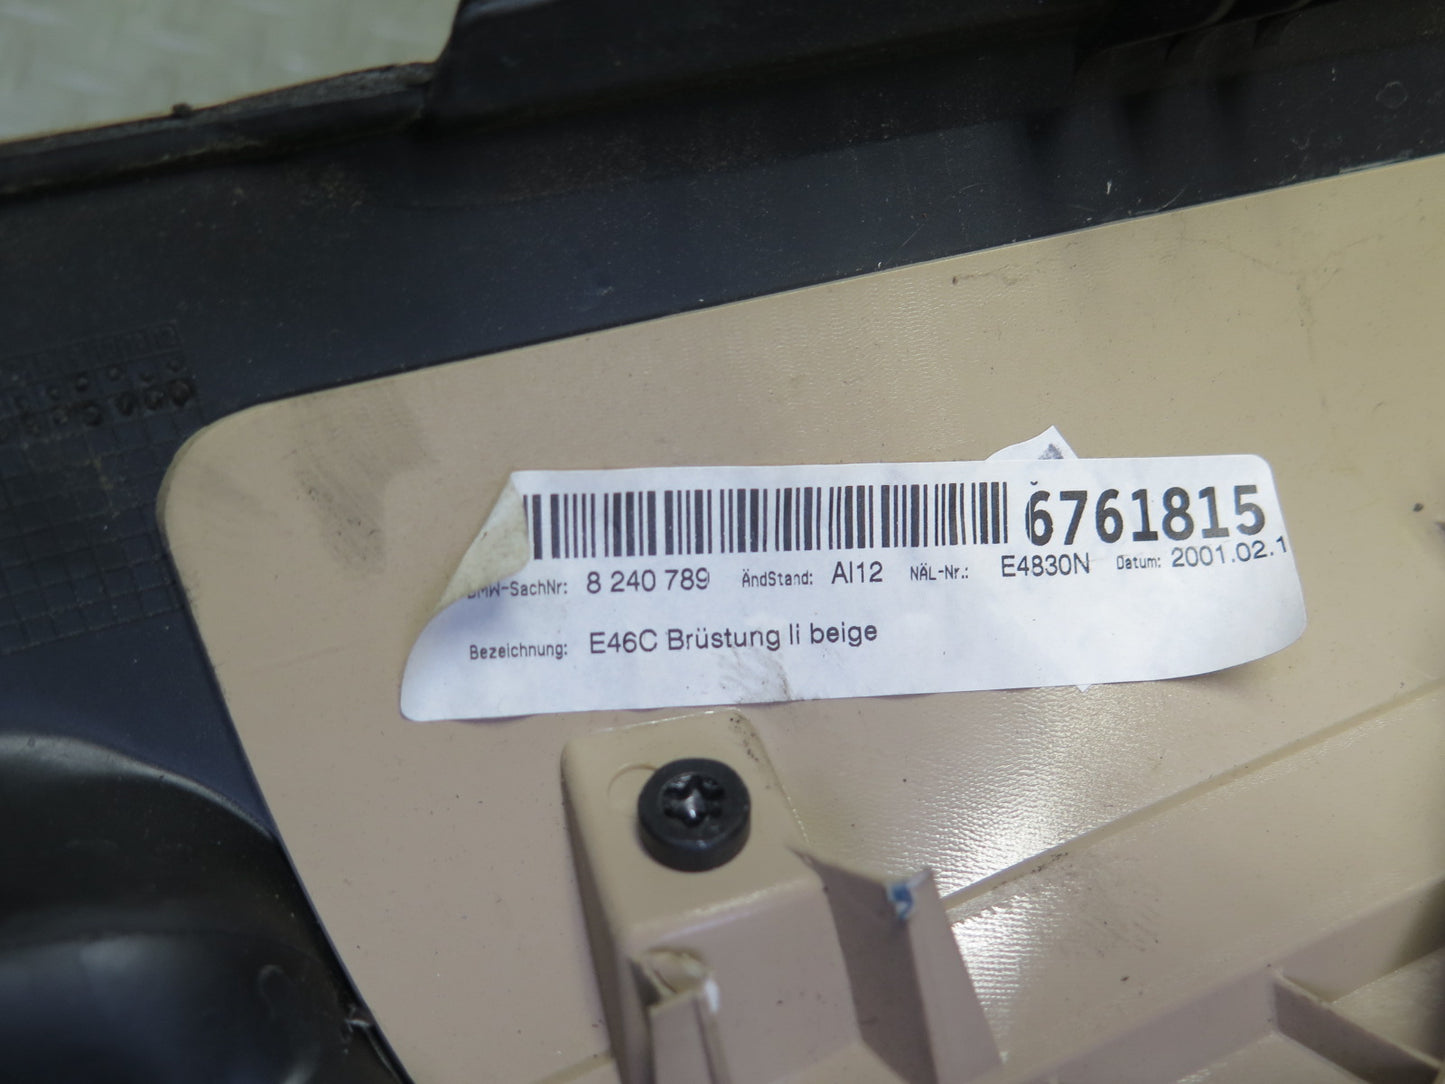 6761815
BMW-SachNr: 8 240 789 ÄndStand: AI12 NÄL-Nr.: E4830N Datum: 2001.02.1
Bezeichnung: E46C Brüstung li beige